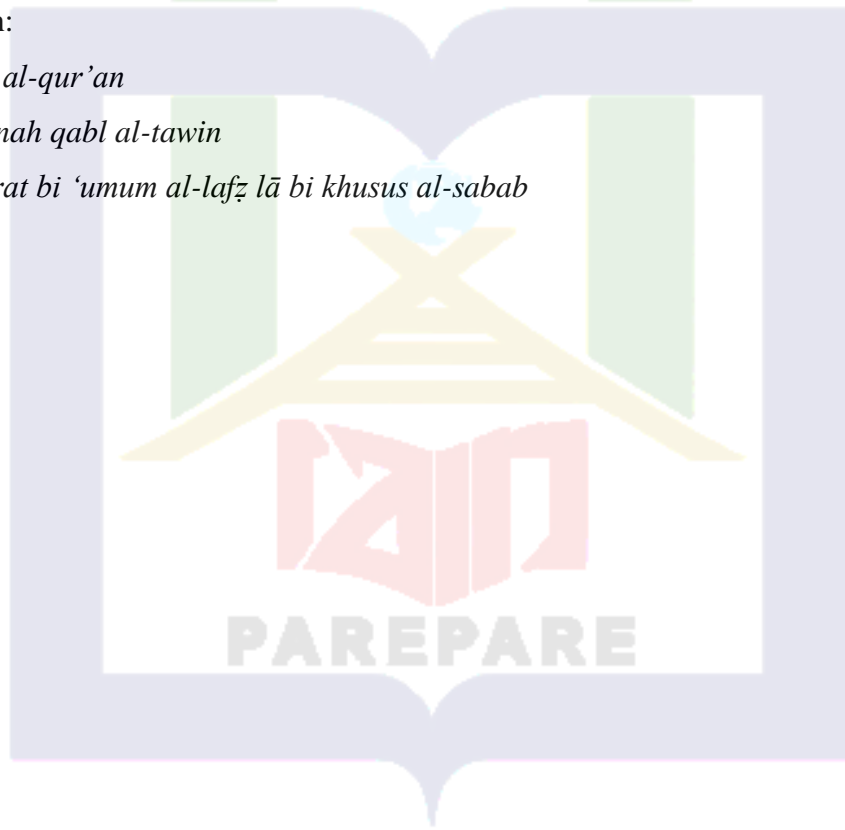 n:
al-qur’an
nah qabl al-tawin
rat bi ‘umum al-lafẓ lā bi khusus al-sabab
PAREPARE